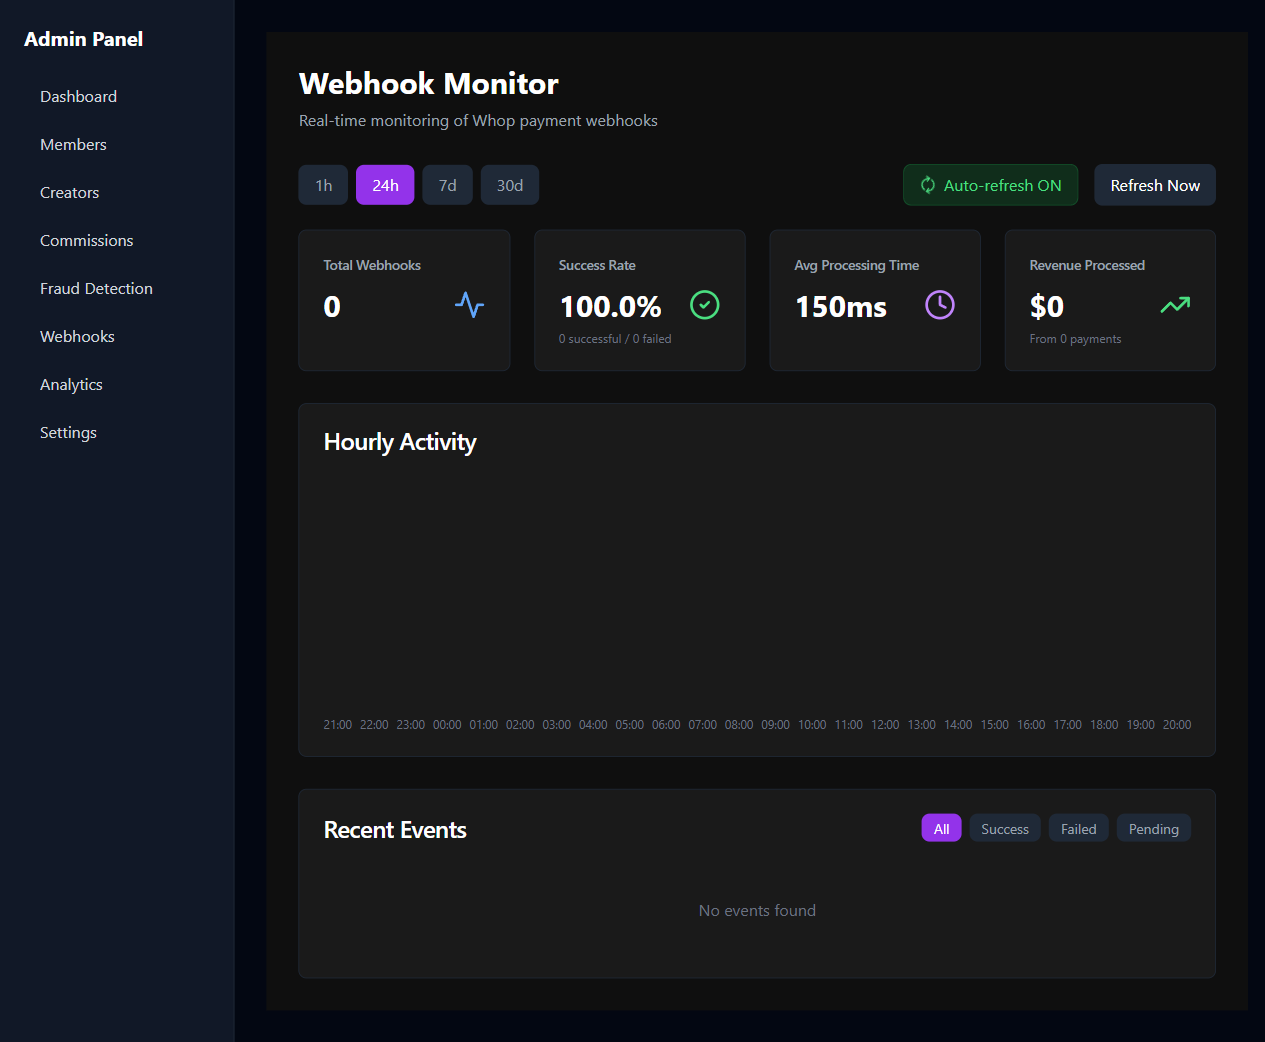 Admin Panel
Dashboard
Members
Creators
Commissions
Fraud Detection
Webhooks
Analytics
Settings
Webhook Monitor
Real-time monitoring of Whop payment webhooks
1h 24h 7d 30d Auto-refresh ON Refresh Now
Total Webhooks
0
Success Rate
100.0%
0 successful / 0 failed
Avg Processing Time
150ms
Revenue Processed
$0
From 0 payments
Hourly Activity
21:00 22:00 23:00 00:00 01:00 02:00 03:00 04:00 05:00 06:00 07:00 08:00 09:00 10:00 11:00 12:00 13:00 14:00 15:00 16:00 17:00 18:00 19:00 20:00
Recent Events All Success Failed Pending
No events found